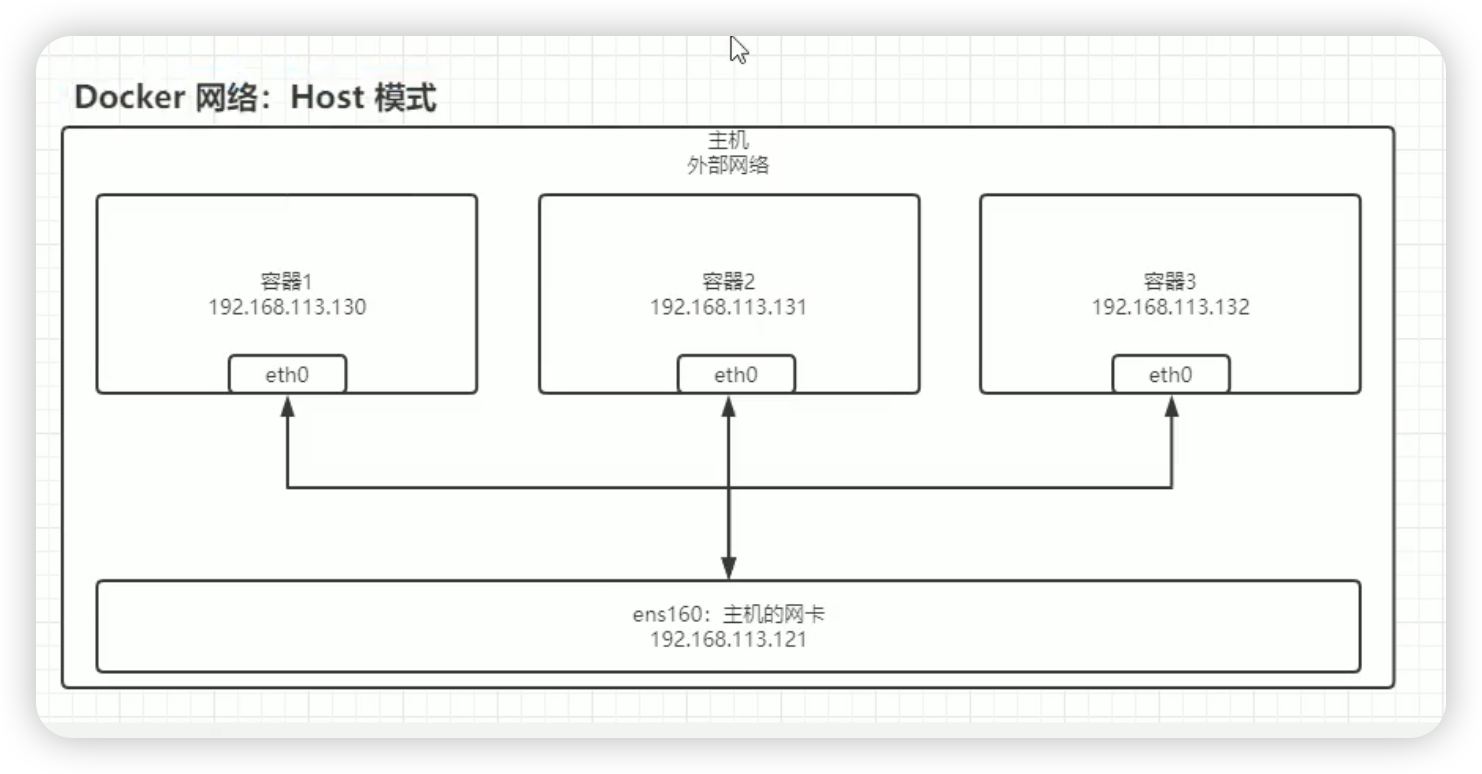 Docker 网络：Host 模式
主机
外部网络
容器1
192.168.113.130
eth0
容器2
192.168.113.131
eth0
容器3
192.168.113.132
eth0
ens160：主机的网卡
192.168.113.121